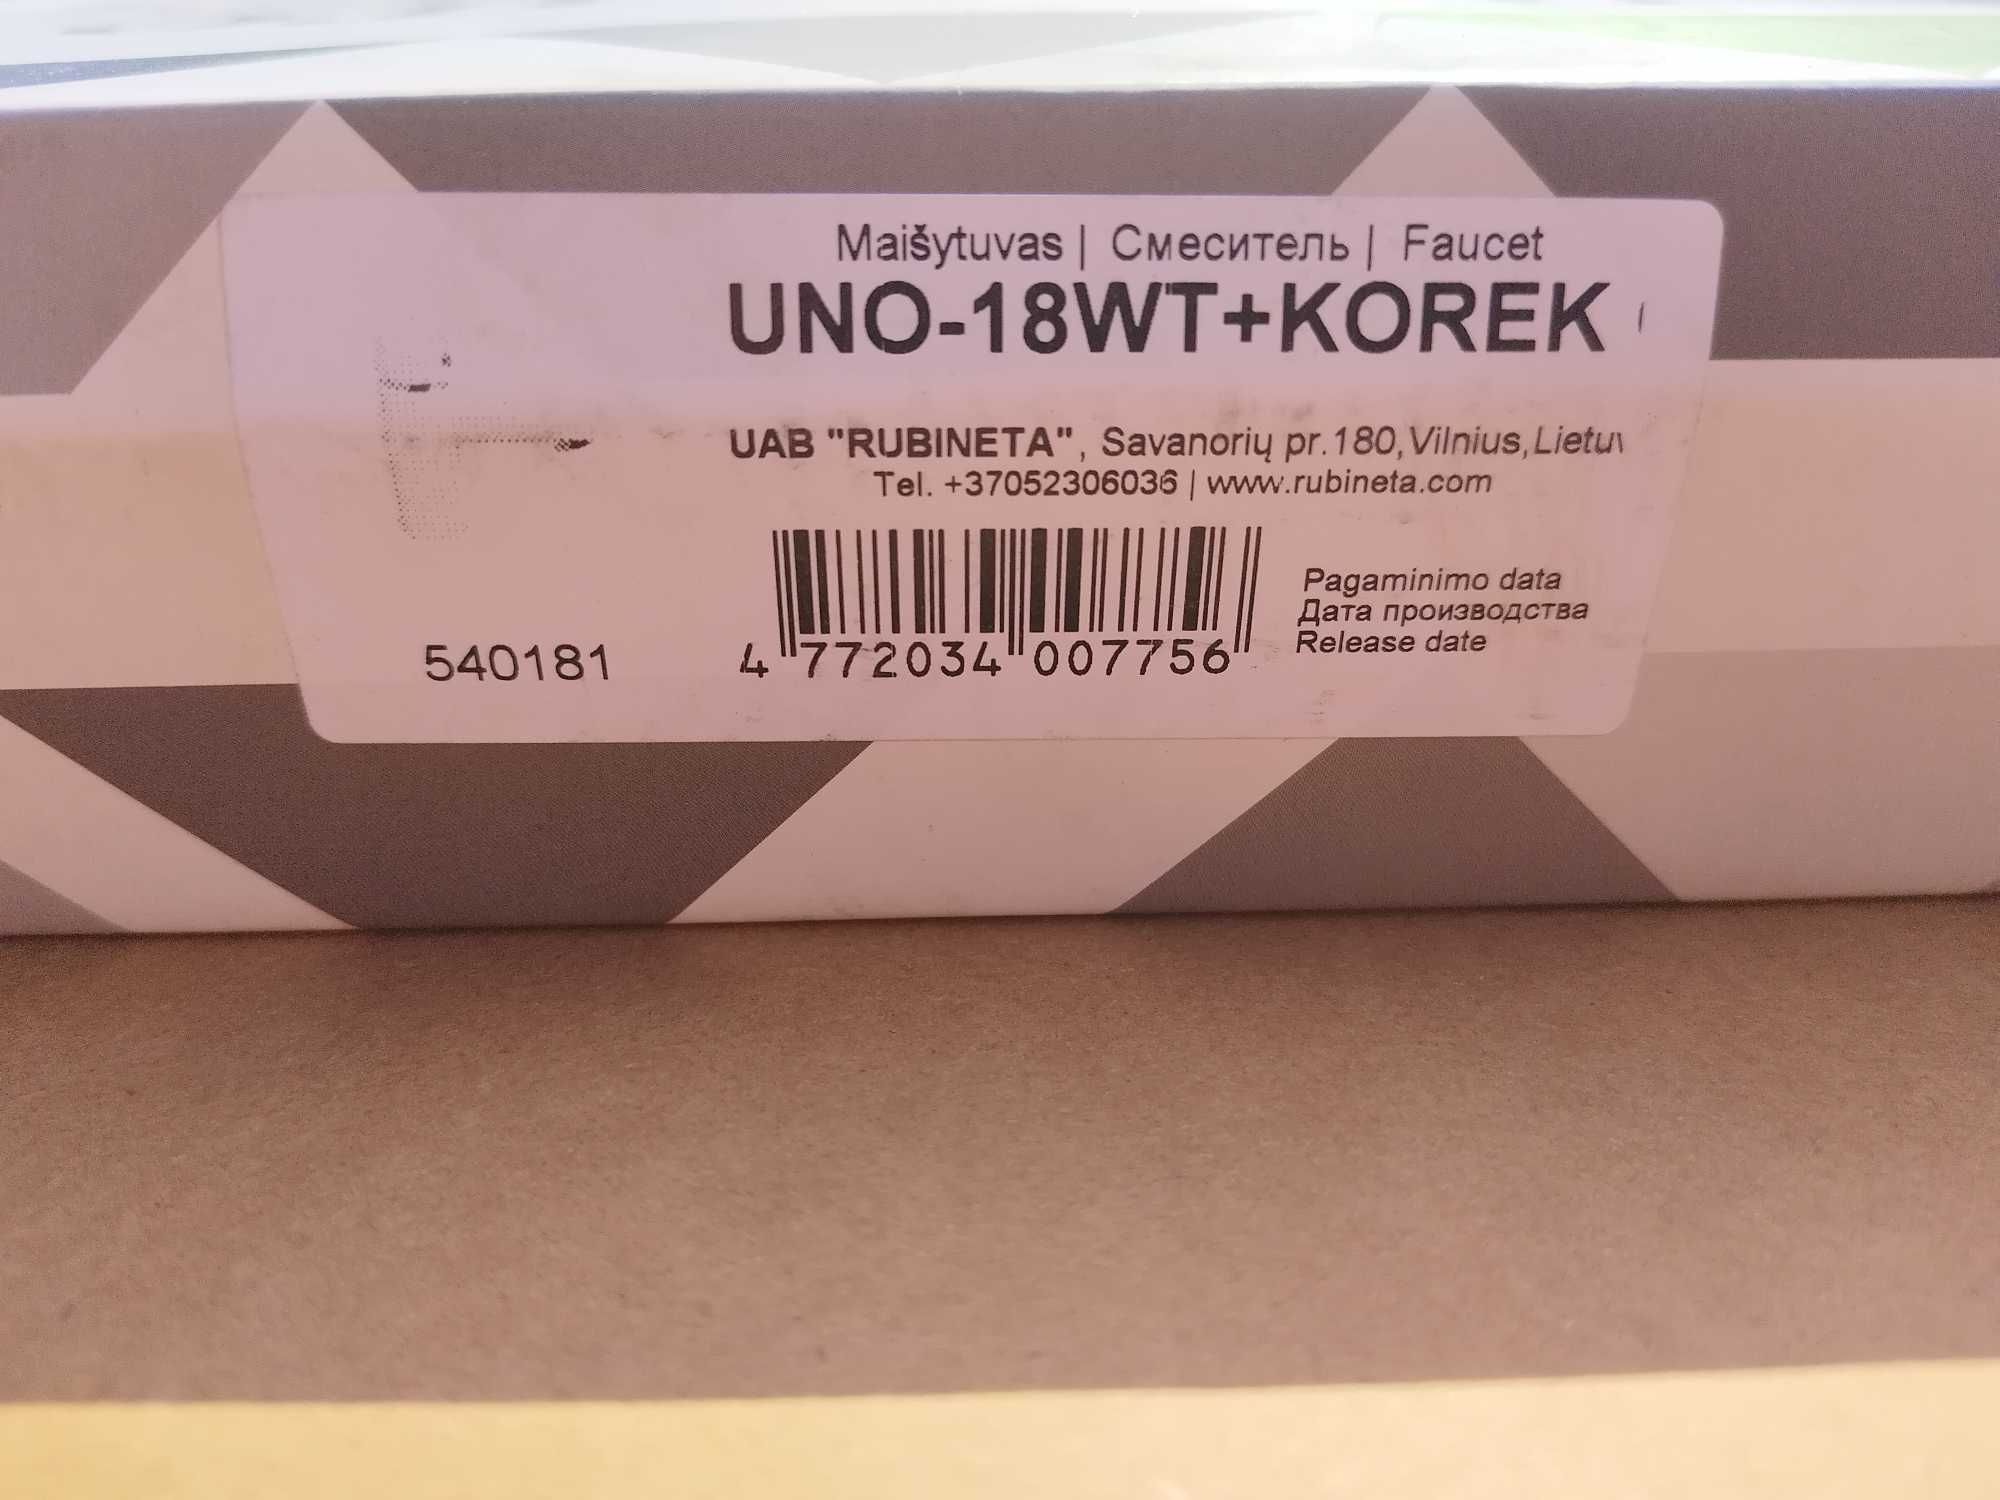 Maišytuvas | Смеситель | Faucet
UNO-18WT+KOREK
UAB "RUBINETA", Savanorių pr.180,Vilnius,Lietu
Tel. +37052306036 | www.rubineta.com
Pagaminimo data
Дата производства
Release date
540181
4 772034 007756